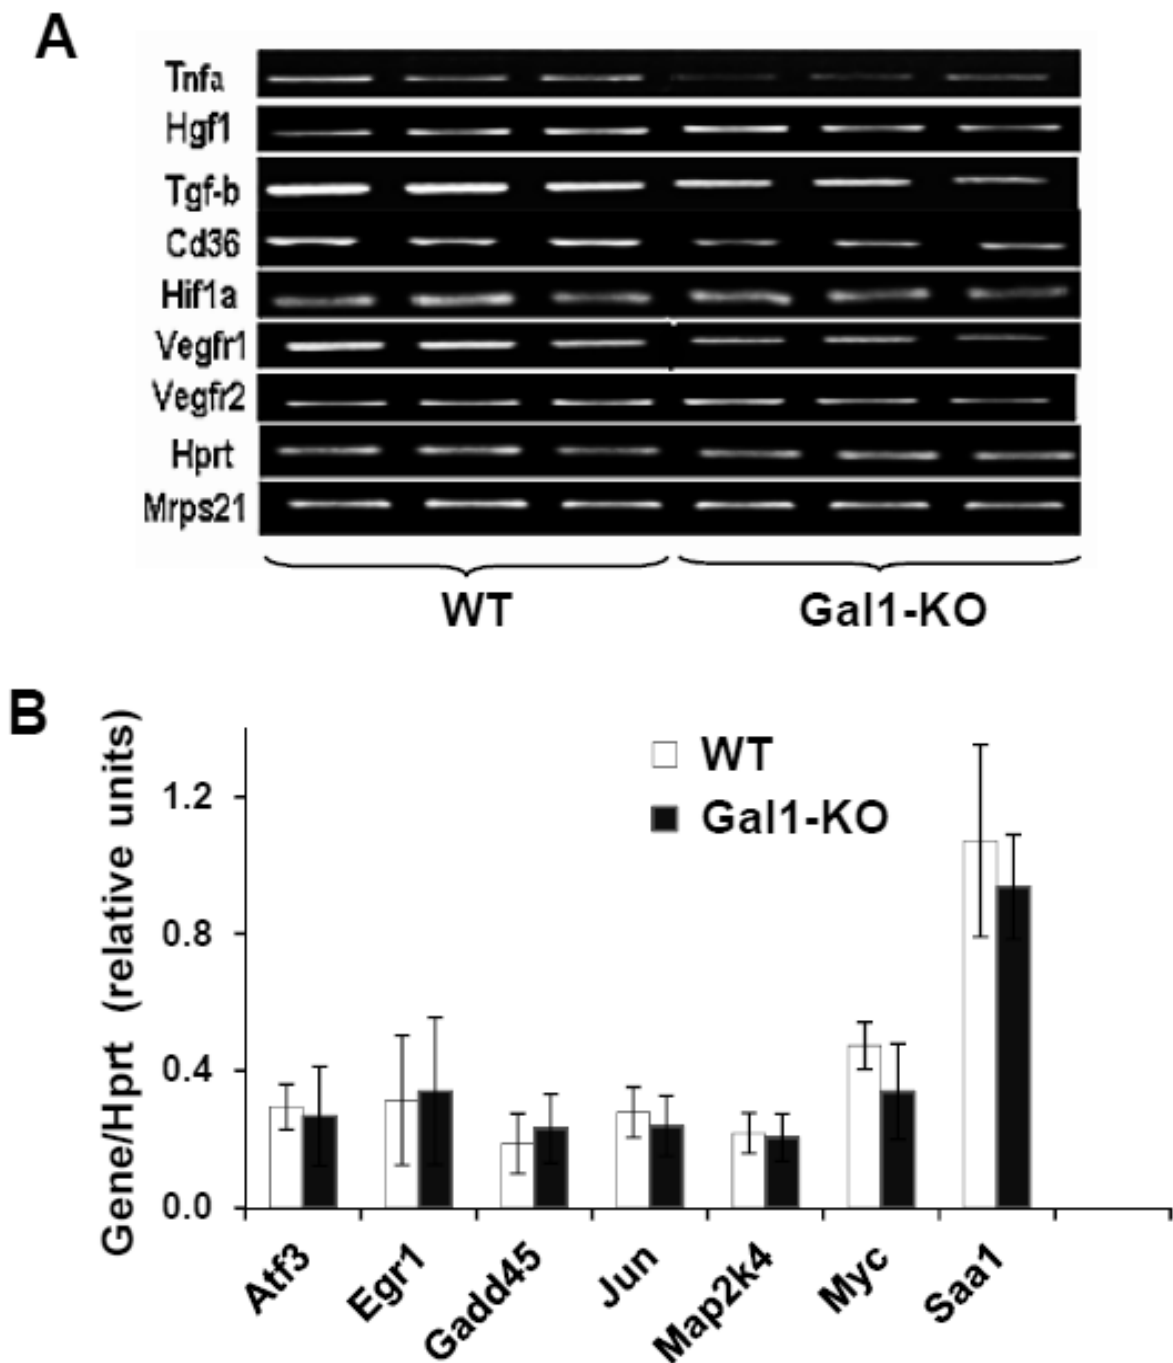 A
Tnfa
Hgf1
Tgf-b
Cd36
Hif1a
Vegfr1
Vegfr2
Hprt
Mrps21
WT Gal1-KO
B
Gene/Hprt (relative units)
WT
Gal1-KO
1.2
0.8
0.4
0.0
Atf3 Egr1 Gadd45 Jun Map2k4 Myc Saa1